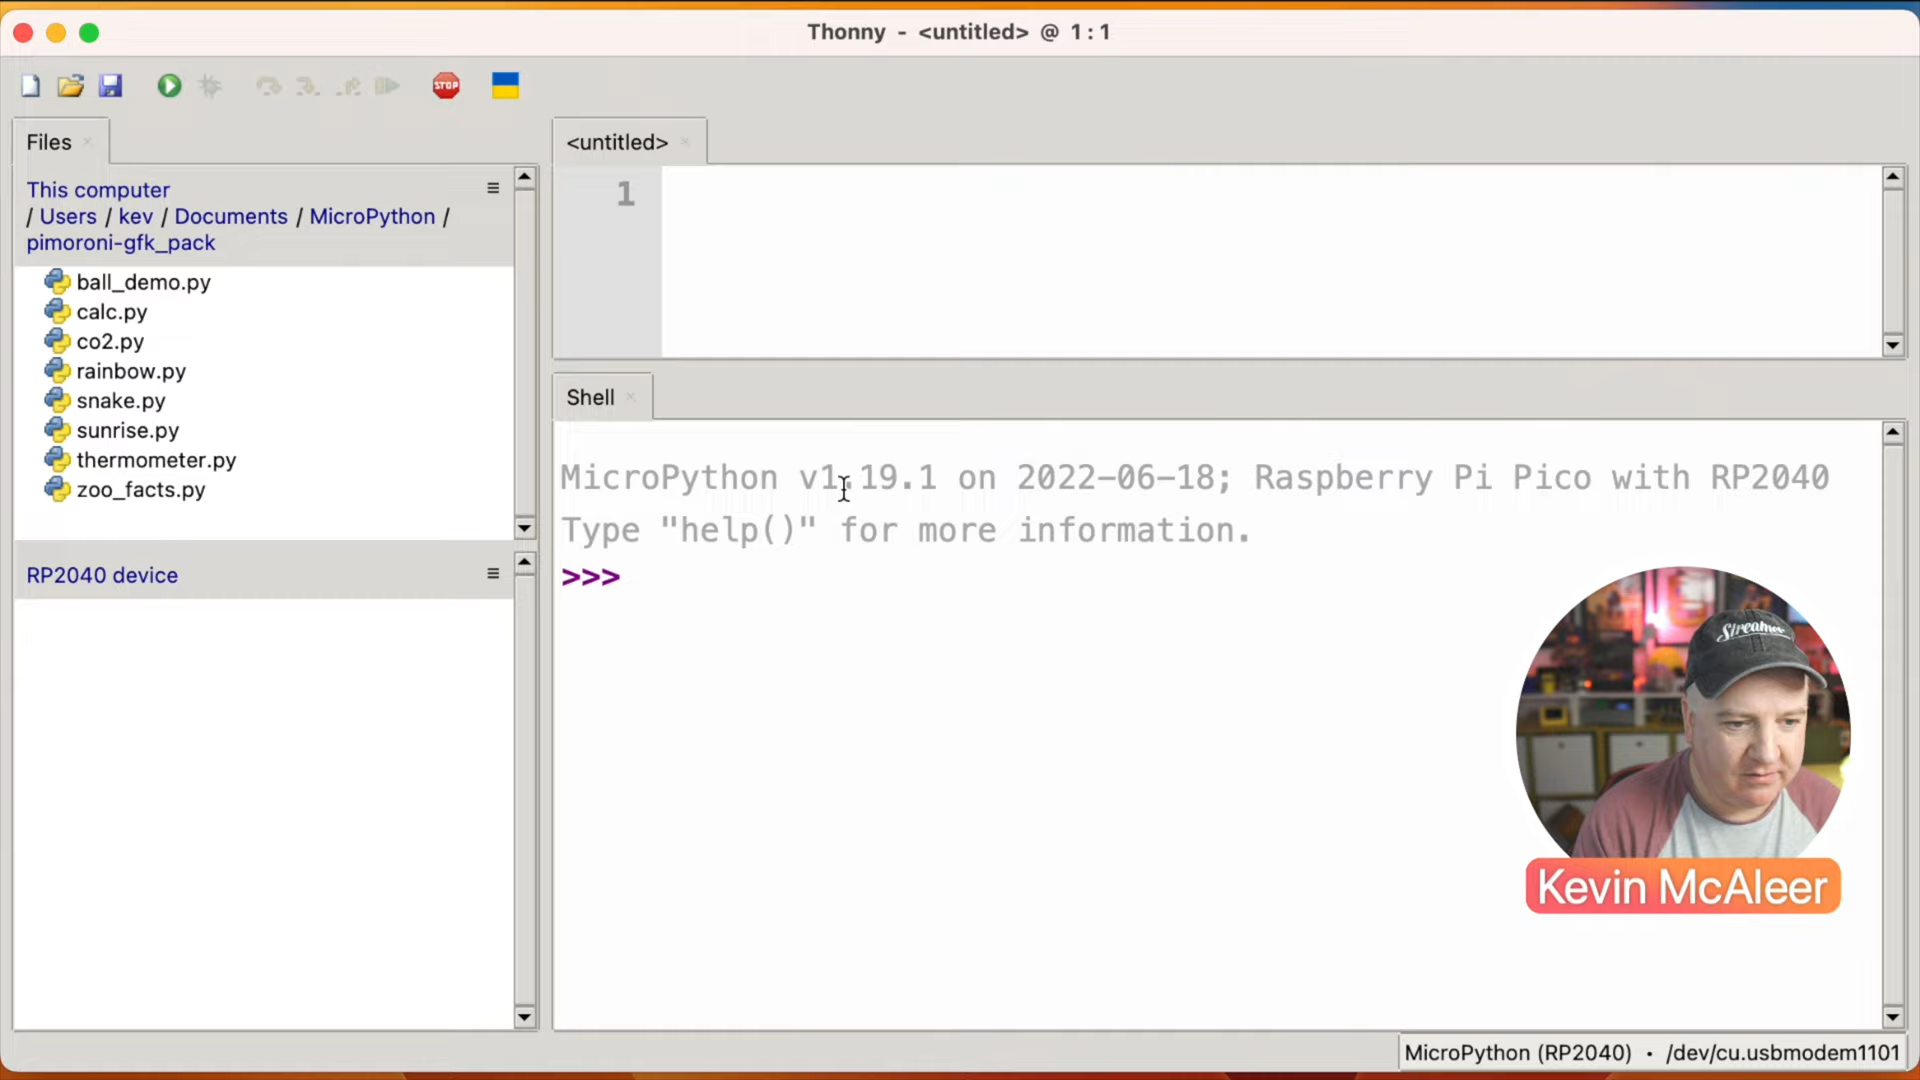 Thonny - <untitled> @ 1:1
STOP
Files
This computer
/ Users / kev / Documents / MicroPython /
pimoroni-gfk_pack
ball_demo.py
calc.py
co2.py
rainbow.py
snake.py
sunrise.py
thermometer.py
zoo_facts.py
RP2040 device
<untitled>
1
Shell
MicroPython v1.19.1 on 2022-06-18; Raspberry Pi Pico with RP2040
Type "help()" for more information.
>>>
Streamer
Kevin McAleer
MicroPython (RP2040) • /dev/cu.usbmodem1101